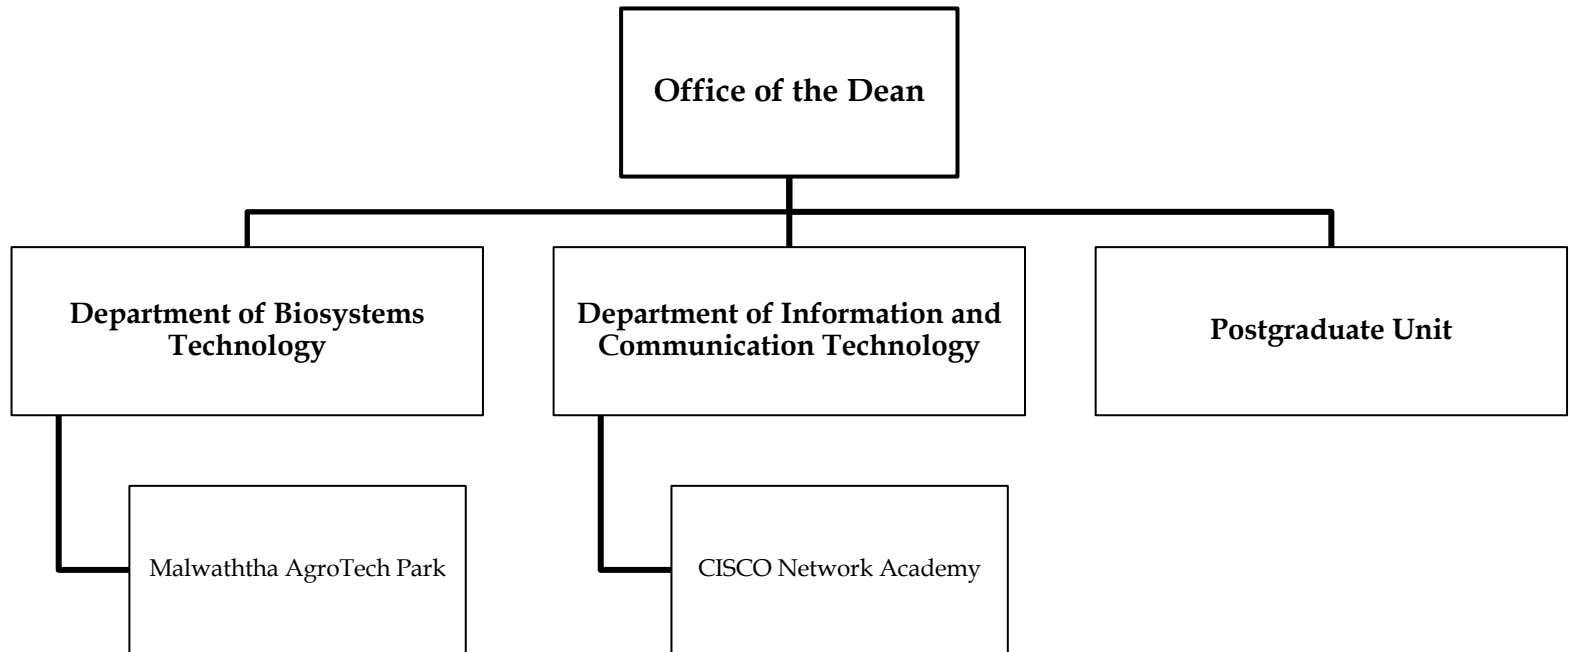 Office of the Dean
Department of Biosystems
Technology
Department of Information and
Communication Technology
Postgraduate Unit
Malwaththa AgroTech Park
CISCO Network Academy